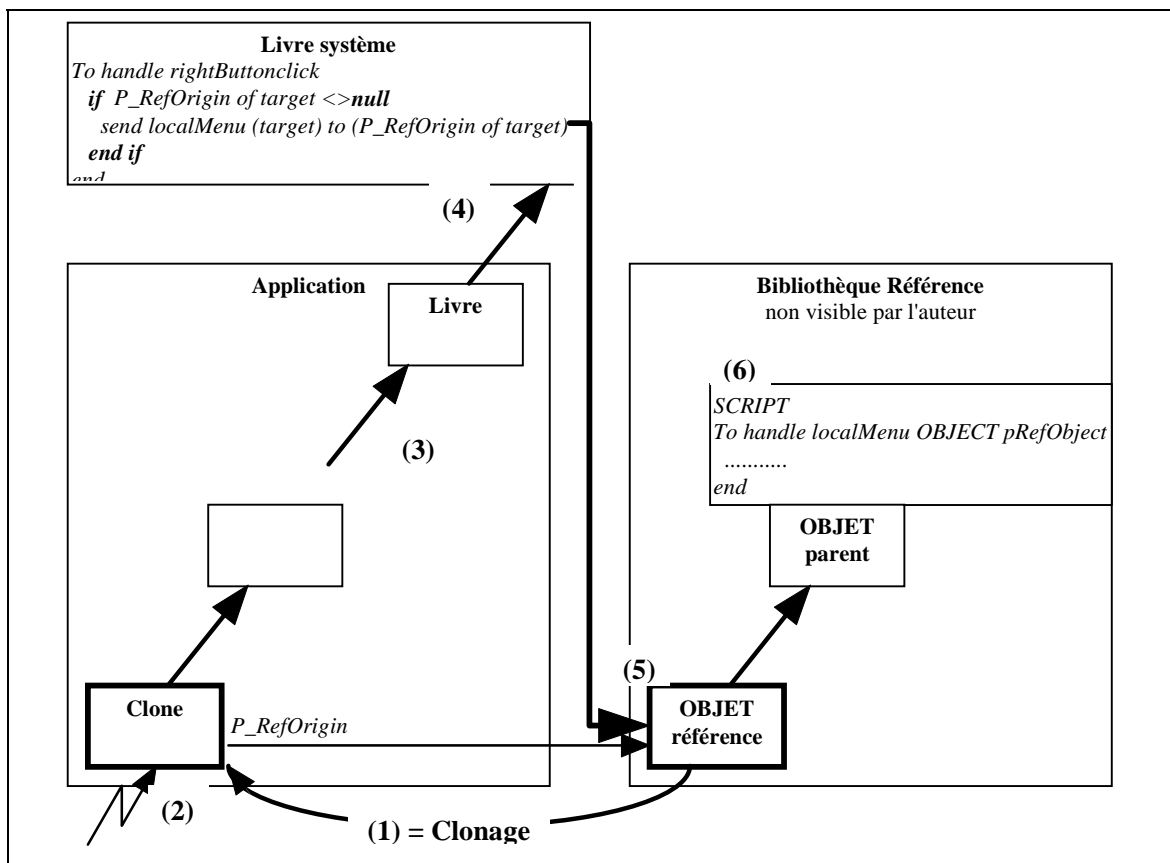 Livre système
To handle rightButtonclick
if P_RefOrigin of target <>null
send localMenu (target) to (P_RefOrigin of target)
end if
end
(4)
Application
Livre
(3)
Bibliothèque Référence
non visible par l'auteur
(6)
SCRIPT
To handle localMenu OBJECT pRefObject
...........
end
OBJET
parent
(5)
Clone
P_RefOrigin
OBJET
référence
(2)
(1) = Clonage